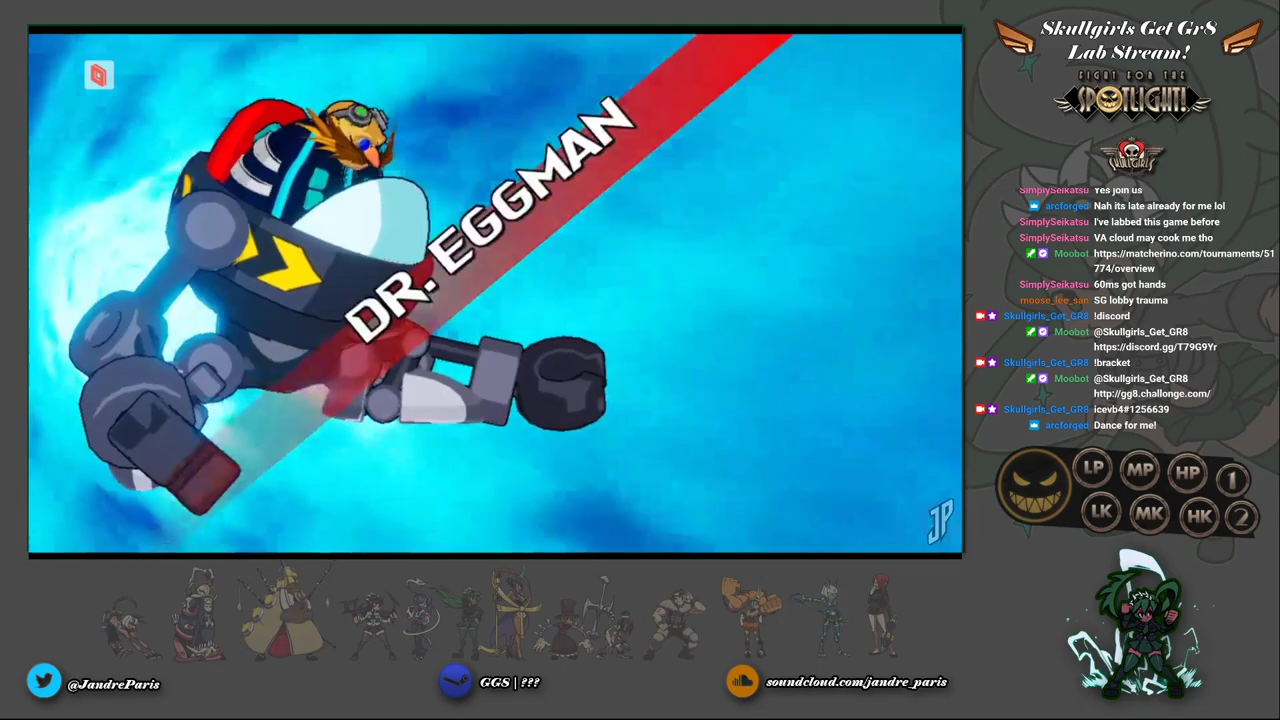 Skullgirls Get Gr8
Lab Stream!
FIGHT FOR THE
SPOTLIGHT!
SKULLGIRLS
DR. EGGMAN
JP
SimplySeikatsu Yes join us
arcforged Nah its late already for me lol
SimplySeikatsu I've labbed this game before
SimplySeikatsu VA cloud may cook me tho
Moobot https://matcherino.com/tournaments/51
774/overview
SimplySeikatsu 60ms got hands
moose_lee_san SG lobby trauma
Skullgirls_Get_GR8 !discord
Moobot @Skullgirls_Get_GR8
https://discord.gg/T79G9Yr
Skullgirls_Get_GR8 !bracket
Moobot @Skullgirls_Get_GR8
http://gg8.challonge.com/
Skullgirls_Get_GR8 icevb4#1256639
arcforged Dance for me!
LP MP HP 1
LK MK HK 2
@JandreParis
GG8 | ???
soundcloud.com/jandre_paris